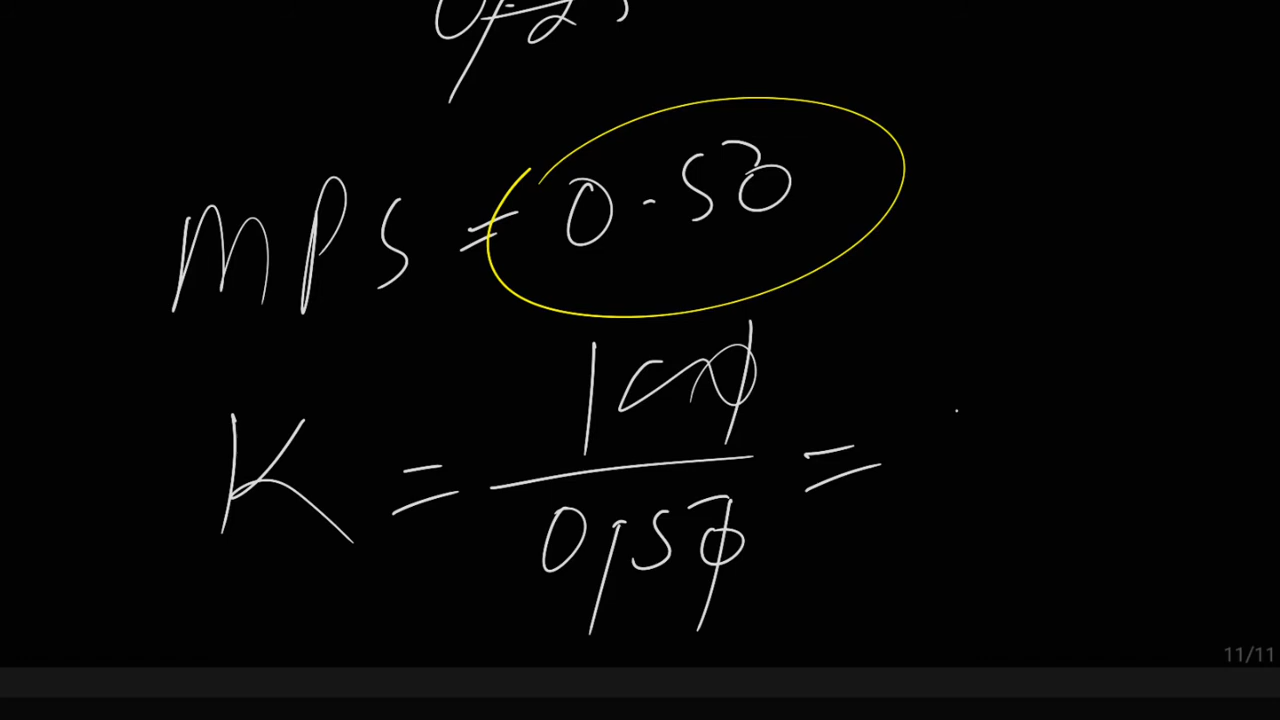 MPS = 0.50
K = 100 / 0.50 =
11/11